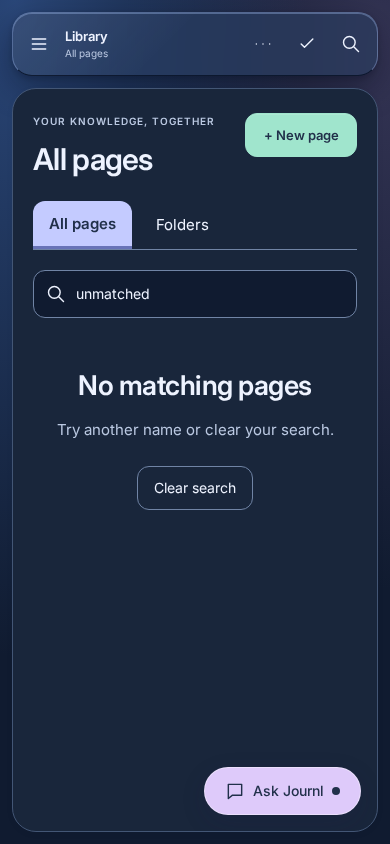 Library
All pages
YOUR KNOWLEDGE, TOGETHER
All pages
+ New page
All pages
Folders
unmatched
No matching pages
Try another name or clear your search.
Clear search
Ask Journl